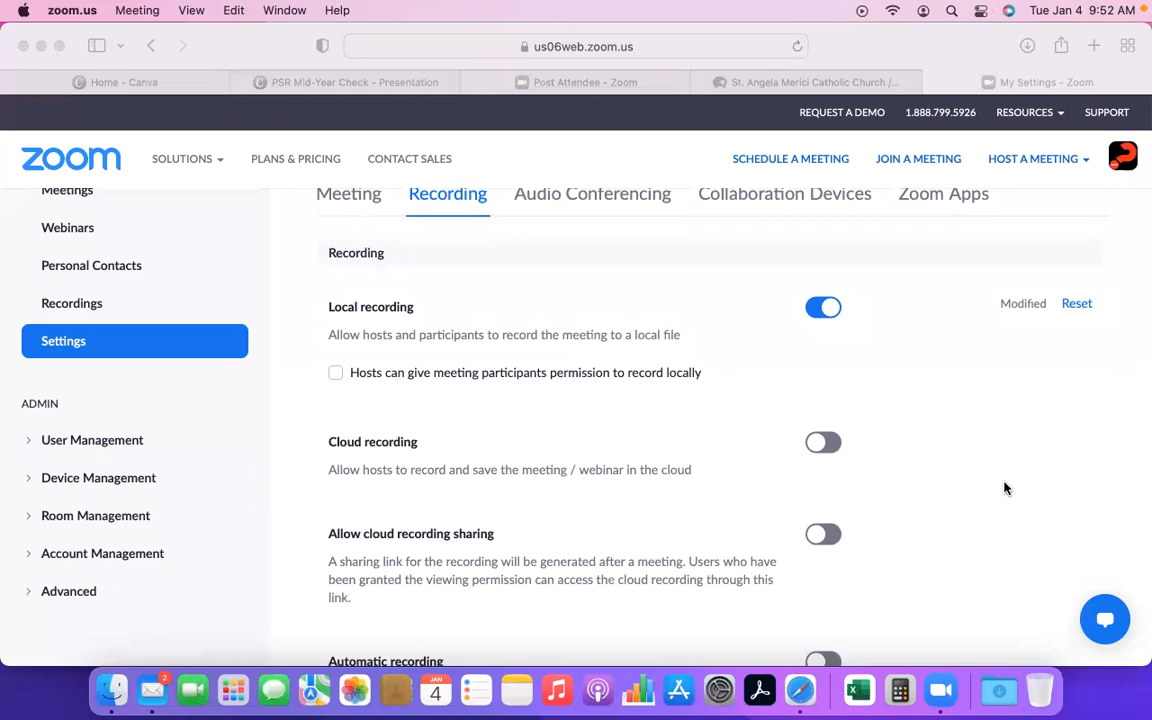 zoom.us Meeting View Edit Window Help Tue Jan 4 9:52 AM
us06web.zoom.us
Home - Canva PSR Mid-Year Check - Presentation Post Attendee - Zoom St. Angela Merici Catholic Church /... My Settings - Zoom
REQUEST A DEMO 1.888.799.5926 RESOURCES SUPPORT
zoom SOLUTIONS PLANS & PRICING CONTACT SALES SCHEDULE A MEETING JOIN A MEETING HOST A MEETING
Meetings
Webinars
Personal Contacts
Recordings
Settings
ADMIN
User Management
Device Management
Room Management
Account Management
Advanced
Meeting Recording Audio Conferencing Collaboration Devices Zoom Apps
Recording
Local recording Modified Reset
Allow hosts and participants to record the meeting to a local file
Hosts can give meeting participants permission to record locally
Cloud recording
Allow hosts to record and save the meeting / webinar in the cloud
Allow cloud recording sharing
A sharing link for the recording will be generated after a meeting. Users who have
been granted the viewing permission can access the cloud recording through this
link.
Automatic recording
2
JAN
4